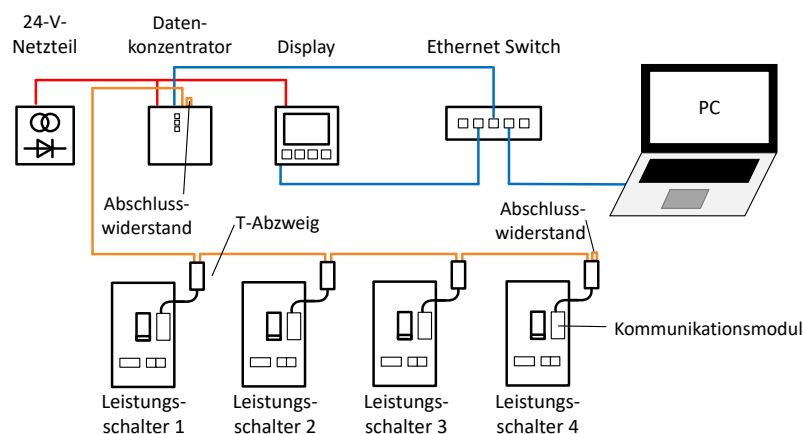 24-V-
Netzteil
Daten-
konzentrator
Display
Ethernet Switch
PC
Abschluss-
widerstand
T-Abzweig
Abschluss-
widerstand
Kommunikationsmodul
Leistungs-
schalter 1
Leistungs-
schalter 2
Leistungs-
schalter 3
Leistungs-
schalter 4